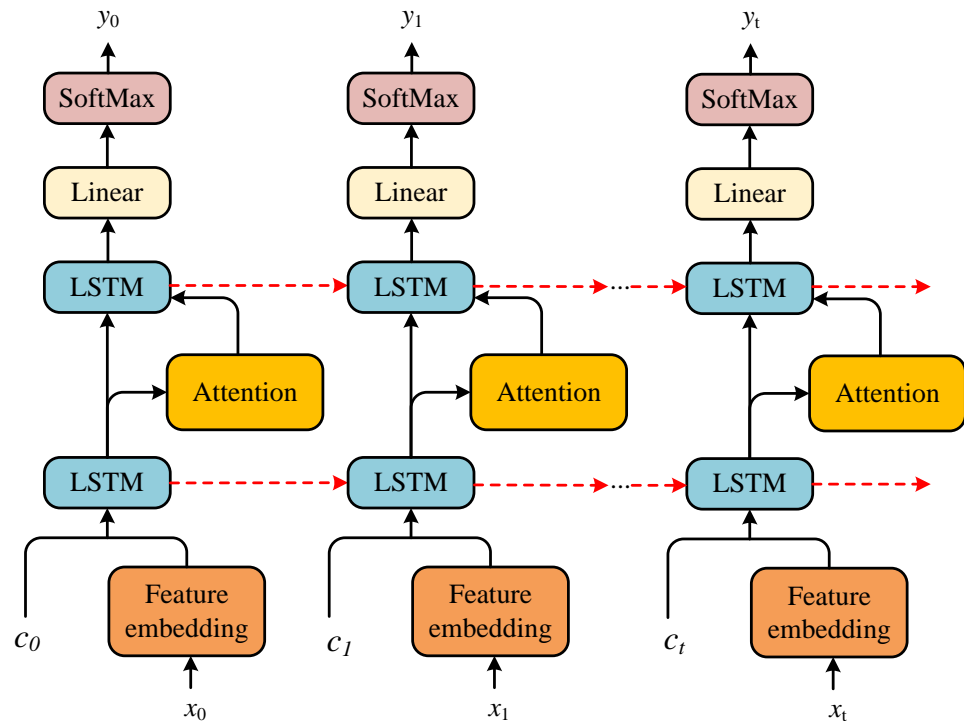 y0 y1 yt
SoftMax SoftMax SoftMax
Linear Linear Linear
LSTM LSTM ... LSTM
Attention Attention Attention
LSTM LSTM ... LSTM
Feature embedding Feature embedding Feature embedding
c0 c1 ct
x0 x1 xt